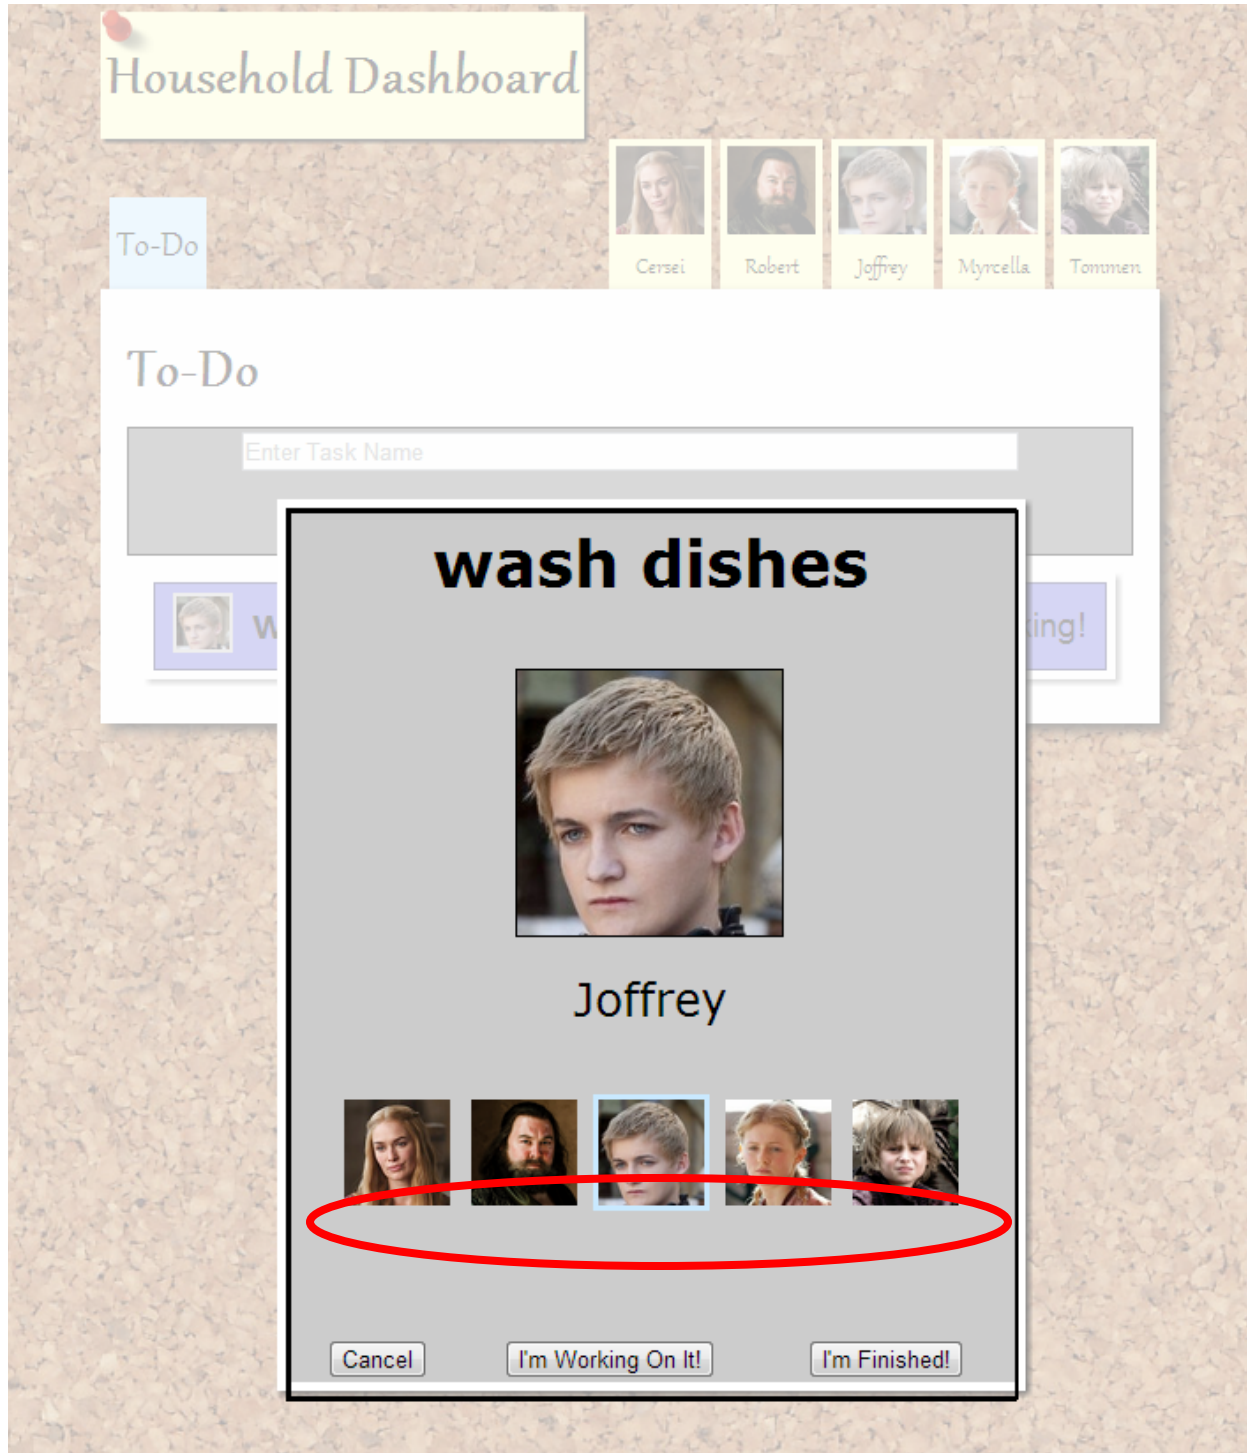 Household Dashboard
To-Do
Cersei Robert Joffrey Myrcella Tommen
To-Do
Enter Task Name
wash dishes
Joffrey
Cancel I'm Working On It! I'm Finished!